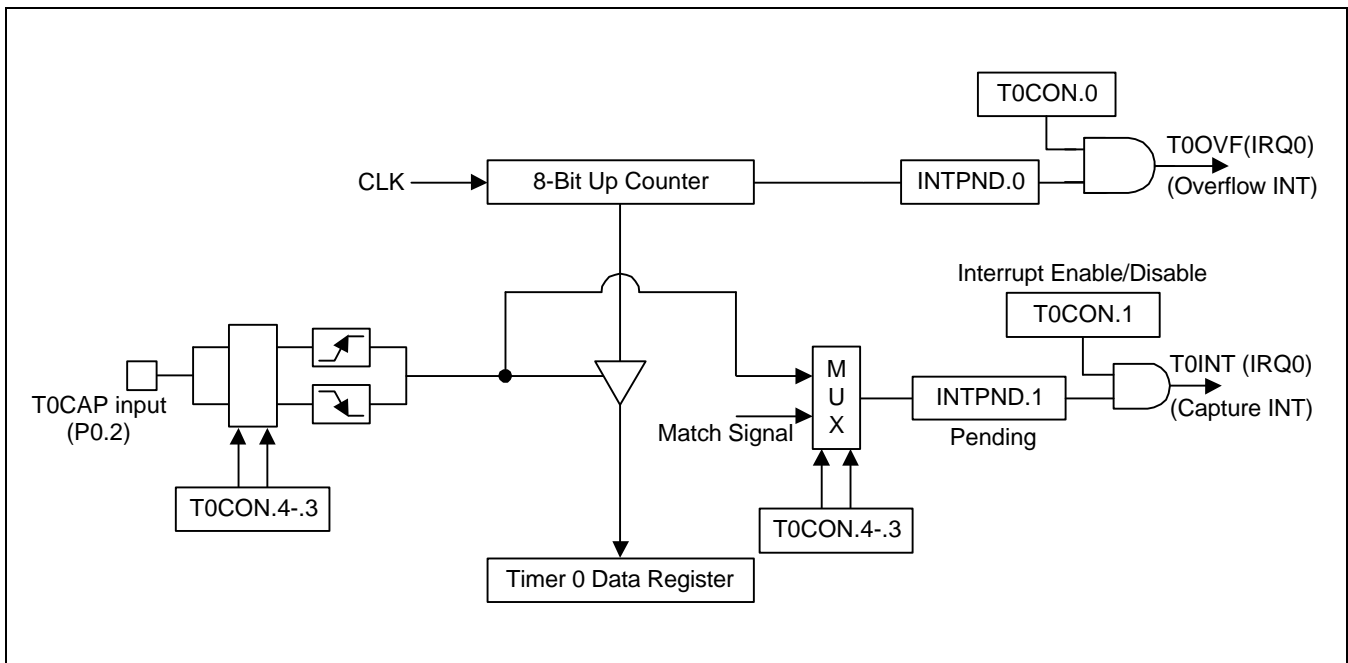 T0CON.0
T0OVF(IRQ0)
(Overflow INT)
CLK
8-Bit Up Counter
INTPND.0
Interrupt Enable/Disable
T0CON.1
T0INT (IRQ0)
(Capture INT)
T0CAP input
(P0.2)
M
U
X
INTPND.1
Match Signal
Pending
T0CON.4-.3
T0CON.4-.3
Timer 0 Data Register